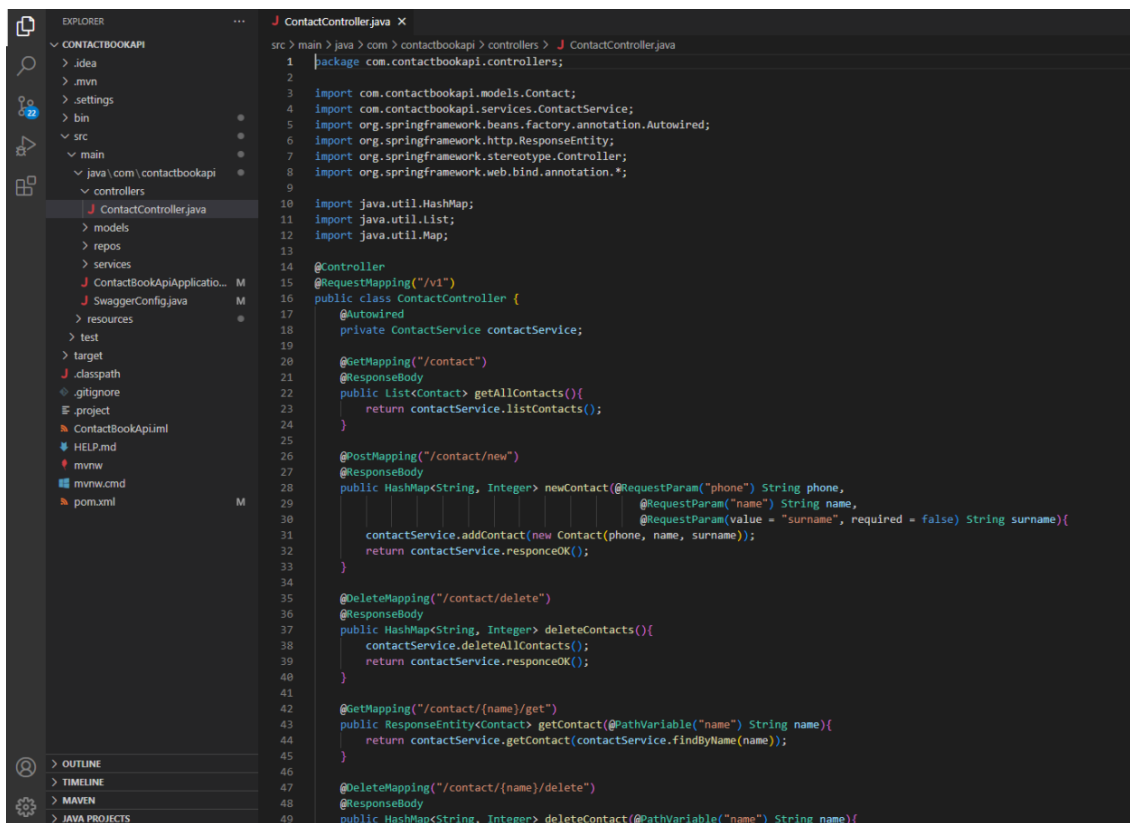 EXPLORER
CONTACTBOOKAPI
.idea
.mvn
.settings
bin
src
main
java\com\contactbookapi
controllers
ContactController.java
models
repos
services
ContactBookApiApplicatio... M
SwaggerConfig.java M
resources
test
target
.classpath
.gitignore
.project
ContactBookApi.iml
HELP.md
mvnw
mvnw.cmd
pom.xml M
OUTLINE
TIMELINE
MAVEN
JAVA PROJECTS
22
ContactController.java
src > main > java > com > contactbookapi > controllers > ContactController.java
1 package com.contactbookapi.controllers;
2
3 import com.contactbookapi.models.Contact;
4 import com.contactbookapi.services.ContactService;
5 import org.springframework.beans.factory.annotation.Autowired;
6 import org.springframework.http.ResponseEntity;
7 import org.springframework.stereotype.Controller;
8 import org.springframework.web.bind.annotation.*;
9
10 import java.util.HashMap;
11 import java.util.List;
12 import java.util.Map;
13
14 @Controller
15 @RequestMapping("/v1")
16 public class ContactController {
17 @Autowired
18 private ContactService contactService;
19
20 @GetMapping("/contact")
21 @ResponseBody
22 public List<Contact> getAllContacts(){
23 return contactService.listContacts();
24 }
25
26 @PostMapping("/contact/new")
27 @ResponseBody
28 public HashMap<String, Integer> newContact(@RequestParam("phone") String phone,
29 @RequestParam("name") String name,
30 @RequestParam(value = "surname", required = false) String surname){
31 contactService.addContact(new Contact(phone, name, surname));
32 return contactService.responceOK();
33 }
34
35 @DeleteMapping("/contact/delete")
36 @ResponseBody
37 public HashMap<String, Integer> deleteContacts(){
38 contactService.deleteAllContacts();
39 return contactService.responceOK();
40 }
41
42 @GetMapping("/contact/{name}/get")
43 public ResponseEntity<Contact> getContact(@PathVariable("name") String name){
44 return contactService.getContact(contactService.findByName(name));
45 }
46
47 @DeleteMapping("/contact/{name}/delete")
48 @ResponseBody
49 public HashMap<String, Integer> deleteContact(@PathVariable("name") String name){